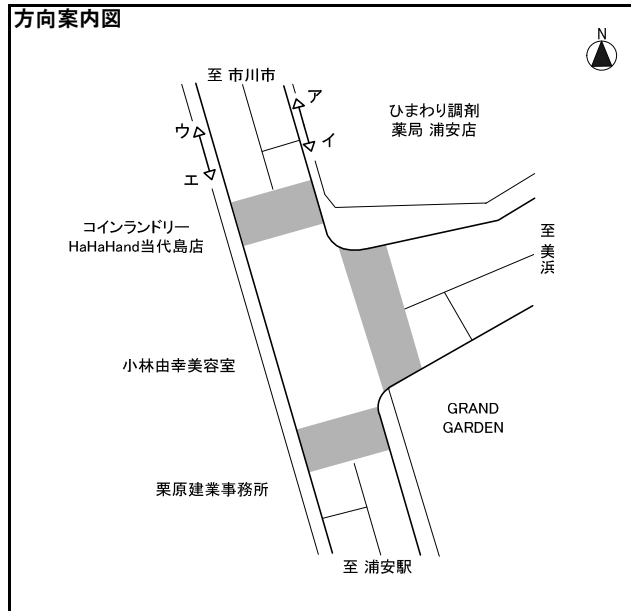 方向案内図
N
至 市川市
ア
イ
ウ
エ
ひまわり調剤
薬局 浦安店
コインランドリー
HaHaHand当代島店
至 美浜
小林由幸美容室
GRAND
GARDEN
栗原建業事務所
至 浦安駅